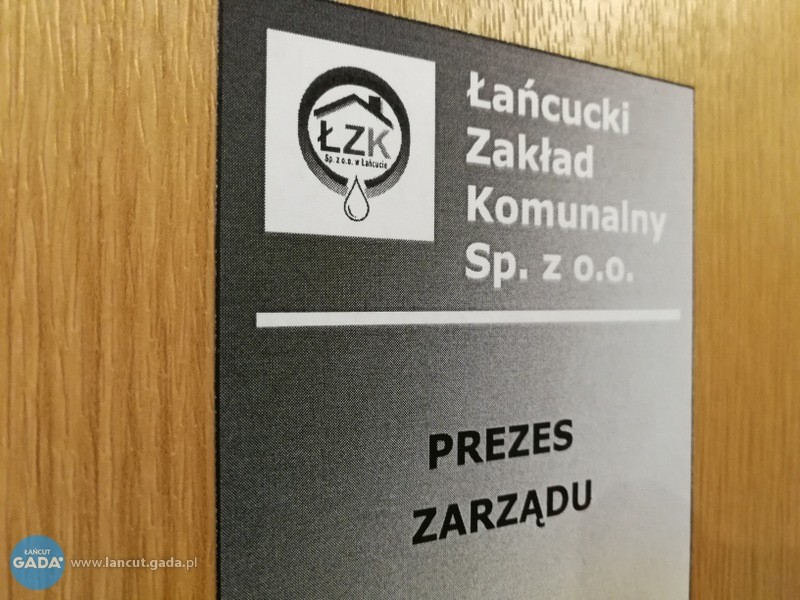 ŁZK
Sp. z o.o. w Łańcucie
Łańcucki
Zakład
Komunalny
Sp. z o.o.
PREZES
ZARZĄDU
ŁAŃCUT
GADA
www.lancut.gada.pl